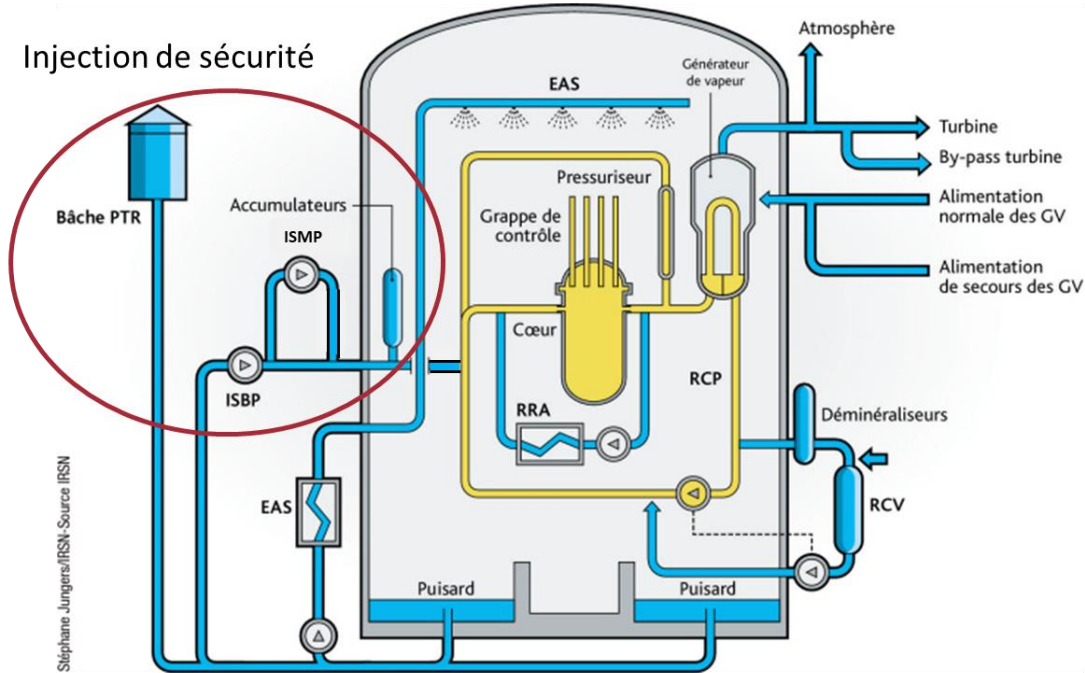 Injection de sécurité
Bâche PTR
Accumulateurs
ISMP
ISBP
EAS
EAS
Générateur
de vapeur
Pressuriseur
Grappe de
contrôle
Cœur
RRA
RCP
Puisard
Puisard
Atmosphère
Turbine
By-pass turbine
Alimentation
normale des GV
Alimentation
de secours des GV
Déminéraliseurs
RCV
Stéphane Jungers/IRSN-Source IRSN